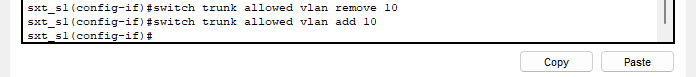 sxt_s1(config-if)#switch trunk allowed vlan remove 10
sxt_s1(config-if)#switch trunk allowed vlan add 10
sxt_s1(config-if)#
Copy Paste